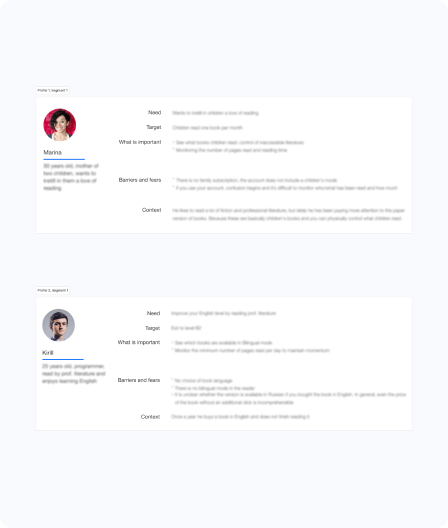 Profile 1, segment 1
Marina
30 years old, mother of
two children, wants to
instill in them a love of
reading
Need
Wants to instill in children a love of reading
Target
Children read one book per month
What is important
- See what books children read, control of inaccessible literature
* Monitoring the number of pages read and reading time
Barriers and fears
* There is no family subscription, the account does not include a children's mode
* If you use your account, confusion begins and it's difficult to monitor who/what has been read and how much
Context
He likes to read a lot of fiction and professional literature, but lately he has been paying more attention to the paper
version of books. Because these are basically children's books and you can physically control what children read.
Profile 2, segment 1
Kirill
25 years old, programmer,
read by prof. literature and
enjoys learning English
Need
Improve your English level by reading prof. literature
Target
level B2
What is important
- See which books are available in Bilingual mode
* Monitor the minimum number of pages read per day to maintain momentum
Barriers and fears
* No choice of book language
* There is no bilingual mode in the reader
- It is unclear whether the version is available in Russian if you bought the book in English. In general, even the price
of the book without an additional click is incomprehensible
Context
Once a year he buys a book in English and does not finish reading it